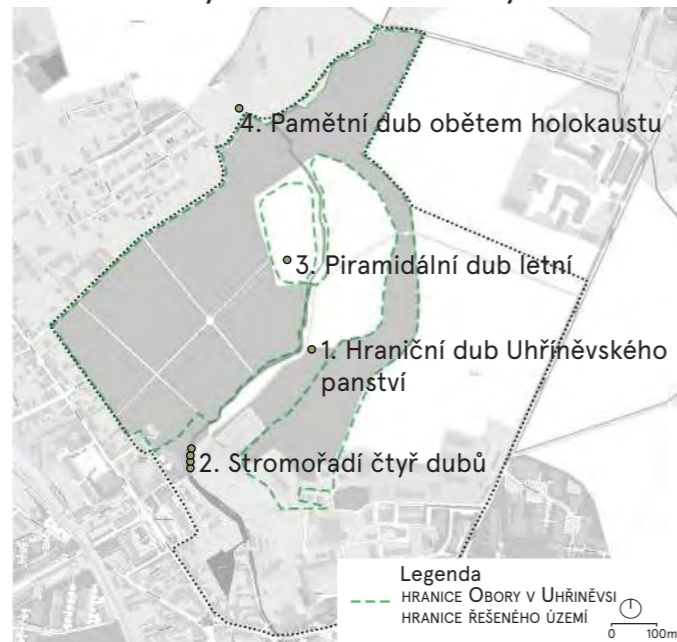 4. Pamětní dub obětem holokaustu
3. Piramidální dub letní
1. Hraniční dub Uhříněvského
panství
2. Stromořadí čtyř dubů
Legenda
HRANICE OBORY V UHŘINĚVSI
HRANICE ŘEŠENÉHO ÚZEMÍ
0 100m